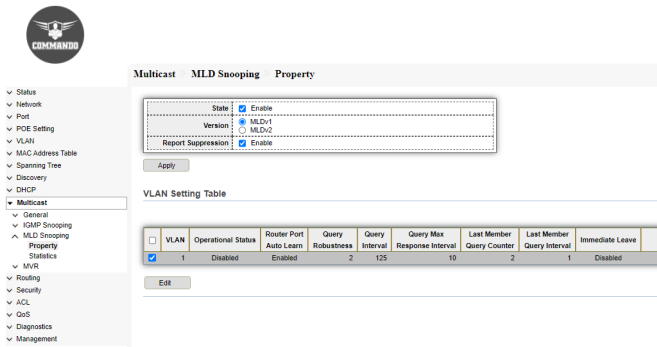 COMMANDO
Multicast MLD Snooping Property
Status
Network
Port
POE Setting
VLAN
MAC Address Table
Spanning Tree
Discovery
DHCP
Multicast
General
IGMP Snooping
MLD Snooping
Property
Statistics
MVR
Routing
Security
ACL
QoS
Diagnostics
Management
State Enable
Version MLDv1
MLDv2
Report Suppression Enable
Apply
VLAN Setting Table
VLAN Operational Status Router Port Auto Learn Query Robustness Query Interval Query Max Response Interval Last Member Query Counter Last Member Query Interval Immediate Leave
1 Disabled Enabled 2 125 10 2 1 Disabled
Edit